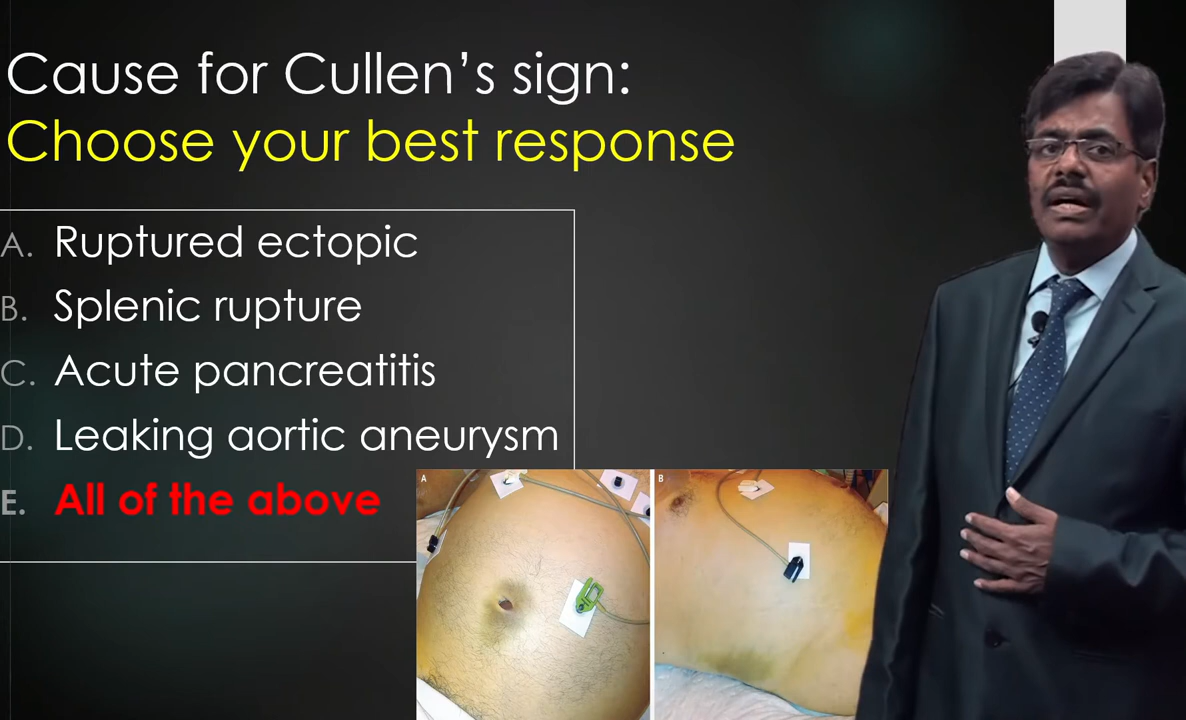 Cause for Cullen’s sign:
Choose your best response
A. Ruptured ectopic
B. Splenic rupture
C. Acute pancreatitis
D. Leaking aortic aneurysm
E. All of the above
A
B